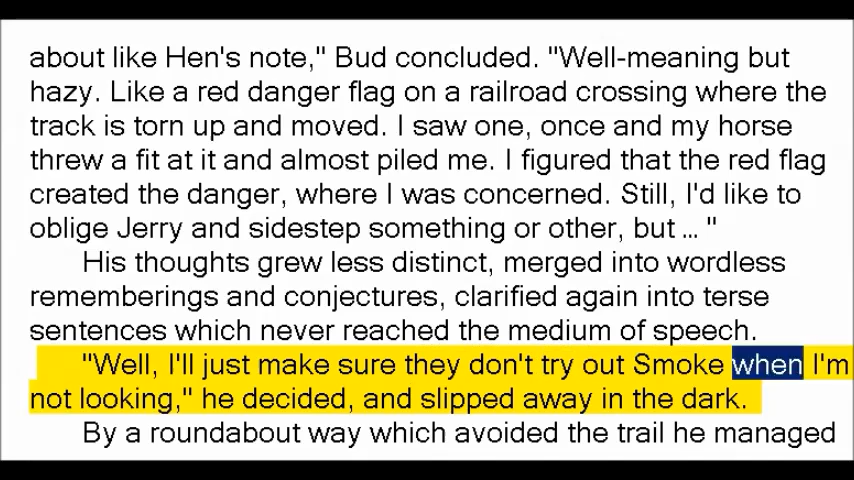 about like Hen's note," Bud concluded. "Well-meaning but
hazy. Like a red danger flag on a railroad crossing where the
track is torn up and moved. I saw one, once and my horse
threw a fit at it and almost piled me. I figured that the red flag
created the danger, where I was concerned. Still, I'd like to
oblige Jerry and sidestep something or other, but ... "
His thoughts grew less distinct, merged into wordless
rememberings and conjectures, clarified again into terse
sentences which never reached the medium of speech.
"Well, I'll just make sure they don't try out Smoke when I'm
not looking," he decided, and slipped away in the dark.
By a roundabout way which avoided the trail he managed